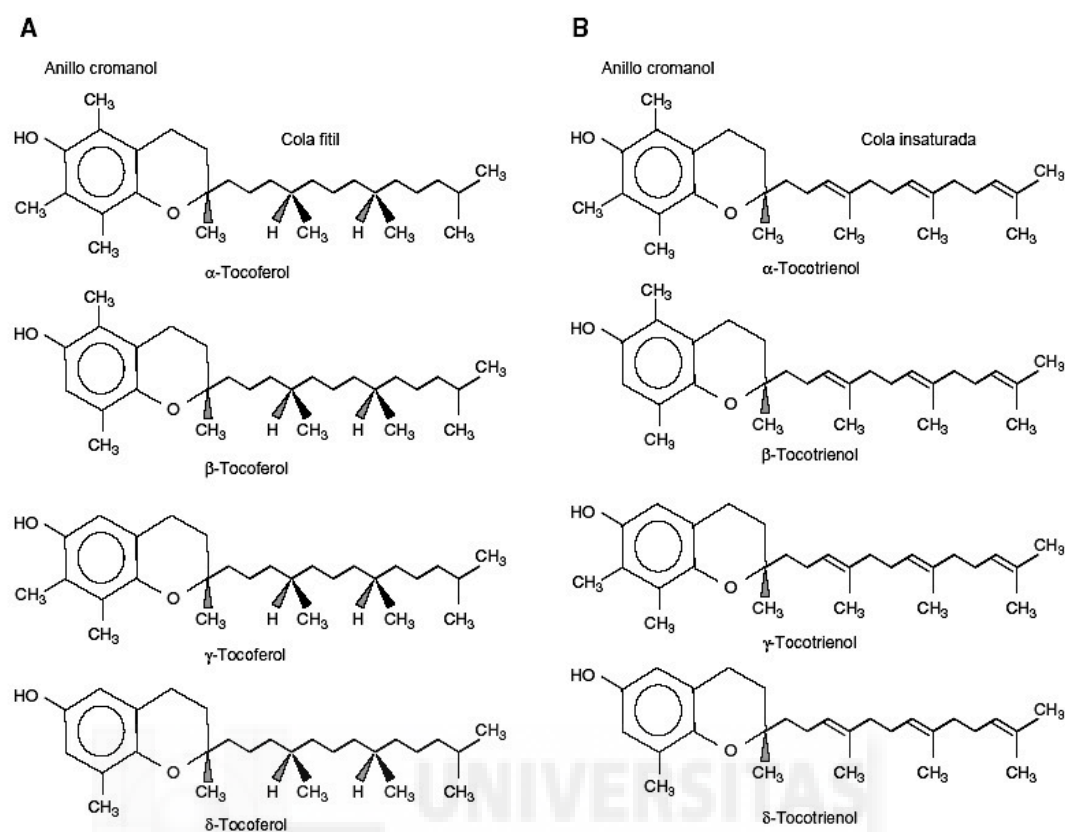 A
Anillo cromanol
CH3
HO
Cola fitil
CH3
CH3
O
CH3
H
CH3
H
CH3
CH3
CH3
α-Tocoferol
CH3
HO
CH3
O
CH3
H
CH3
H
CH3
CH3
CH3
β-Tocoferol
HO
CH3
CH3
O
CH3
H
CH3
H
CH3
CH3
CH3
γ-Tocoferol
HO
CH3
O
CH3
H
CH3
H
CH3
CH3
CH3
δ-Tocoferol
B
Anillo cromanol
CH3
HO
Cola insaturada
CH3
CH3
O
CH3
CH3
CH3
CH3
CH3
α-Tocotrienol
CH3
HO
CH3
O
CH3
CH3
CH3
CH3
CH3
β-Tocotrienol
HO
CH3
CH3
O
CH3
CH3
CH3
CH3
CH3
γ-Tocotrienol
HO
CH3
O
CH3
CH3
CH3
CH3
CH3
δ-Tocotrienol
UNIVERSITAS